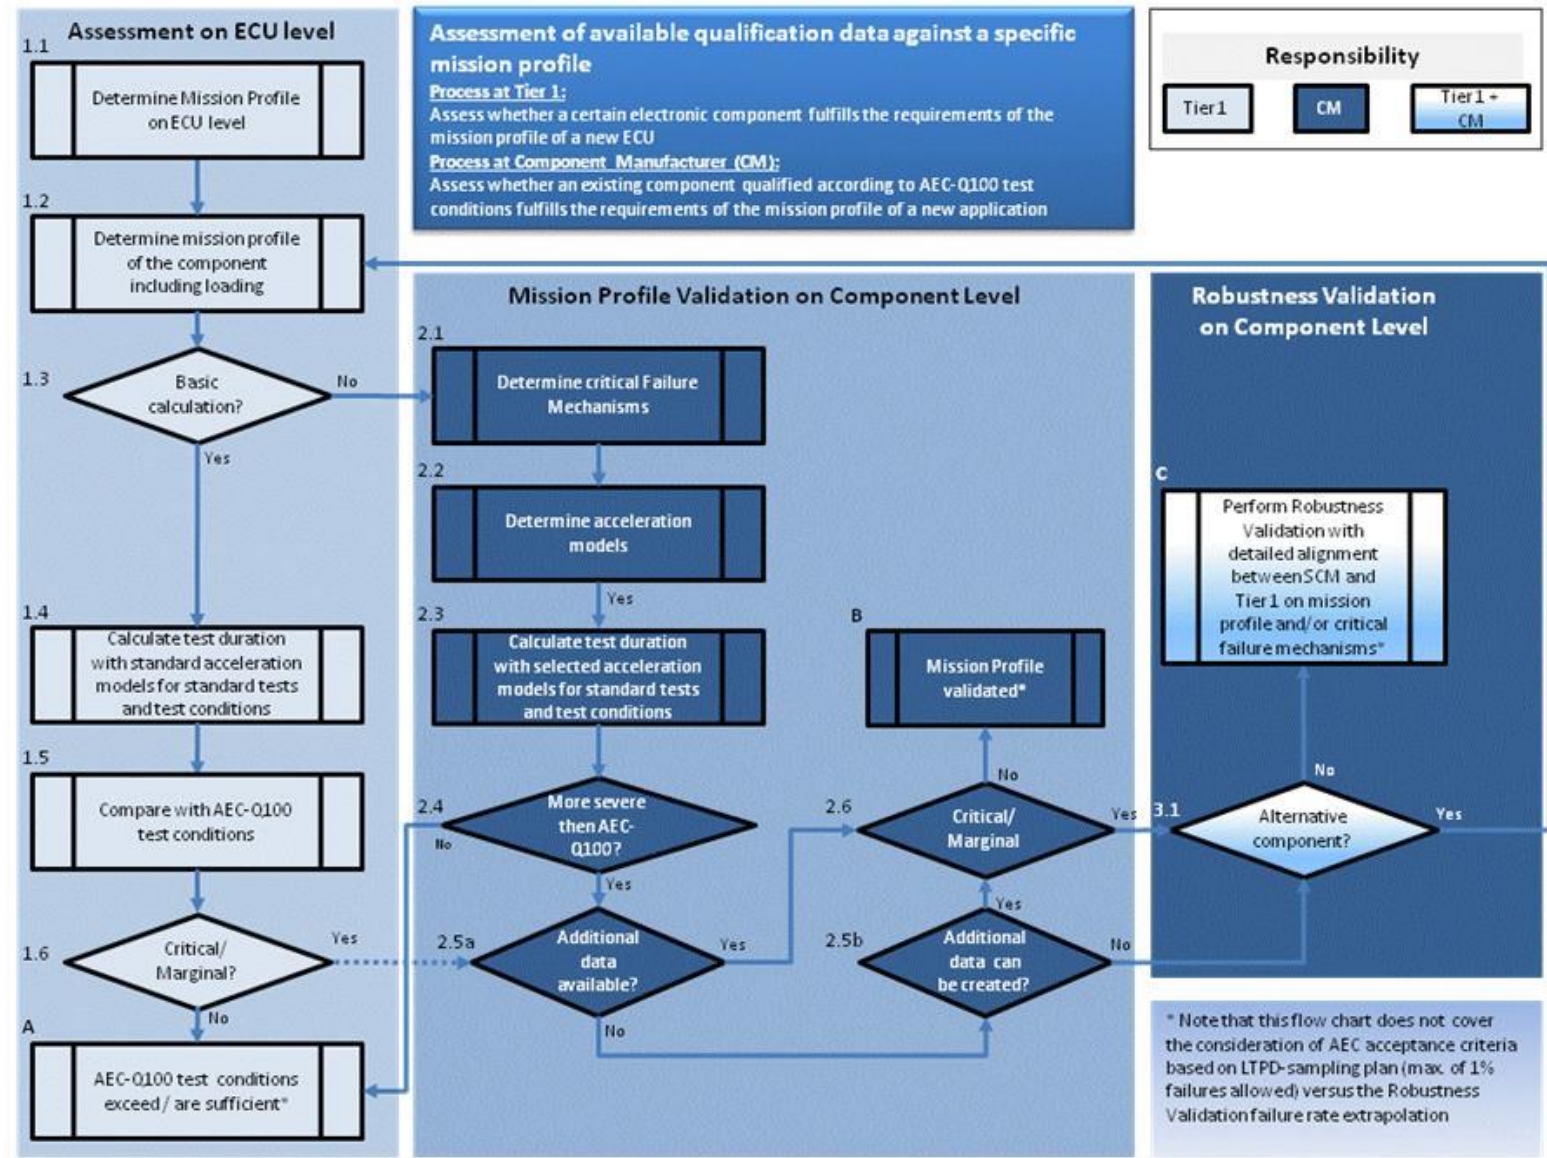 Assessment on ECU level
1.1
Determine Mission Profile
on ECU level
1.2
Determine mission profile
of the component
including loading
1.3
Basic
calculation?
No
Yes
1.4
Calculate test duration
with standard acceleration
models for standard tests
and test conditions
1.5
Compare with AEC-Q100
test conditions
1.6
Critical/
Marginal?
Yes
No
A
AEC-Q100 test conditions
exceed / are sufficient*
Assessment of available qualification data against a specific
mission profile
Process at Tier 1:
Assess whether a certain electronic component fulfills the requirements of the
mission profile of a new ECU
Process at Component Manufacturer (CM):
Assess whether an existing component qualified according to AEC-Q100 test
conditions fulfills the requirements of the mission profile of a new application
Responsibility
Tier 1
CM
Tier 1 +
CM
Mission Profile Validation on Component Level
2.1
Determine critical Failure
Mechanisms
2.2
Determine acceleration
models
Yes
2.3
Calculate test duration
with selected acceleration
models for standard tests
and test conditions
2.4
More severe
then AEC-
Q100?
No
Yes
2.5a
Additional
data
available?
Yes
No
2.5b
Additional
data can
be created?
Yes
No
2.6
Critical/
Marginal
No
Yes
B
Mission Profile
validated*
Robustness Validation
on Component Level
C
Perform Robustness
Validation with
detailed alignment
between SCM and
Tier 1 on mission
profile and/or critical
failure mechanisms*
No
3.1
Alternative
component?
Yes
* Note that this flow chart does not cover
the consideration of AEC acceptance criteria
based on LTPD-sampling plan (max. of 1%
failures allowed) versus the Robustness
Validation failure rate extrapolation